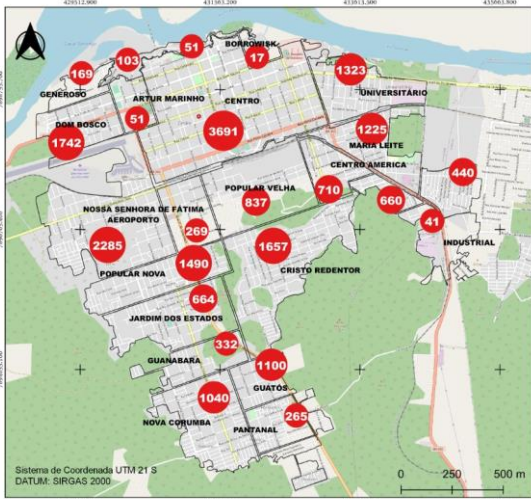 431563,200
51
BORROWISK
103
17
169
1323
GENEROSO
ARTUR MARINHO
CENTRO
UNIVERSITÁRIO
51
DOM BOSCO
3691
1225
1742
MARIA LEITE
CENTRO AMERICA
440
POPULAR VELHA
710
660
NOSSA SENHORA DE FÁTIMA
837
AEROPORTO
41
269
2285
1657
INDUSTRIAL
1490
CRISTO REDENTOR
POPULAR NOVA
664
JARDIM DOS ESTADOS
332
GUANABARA
1100
GUATÓS
1040
265
NOVA CORUMBA
PANTANAL
Sistema de Coordenada UTM 21 S
DATUM: SIRGAS 2000
0 250 500 m